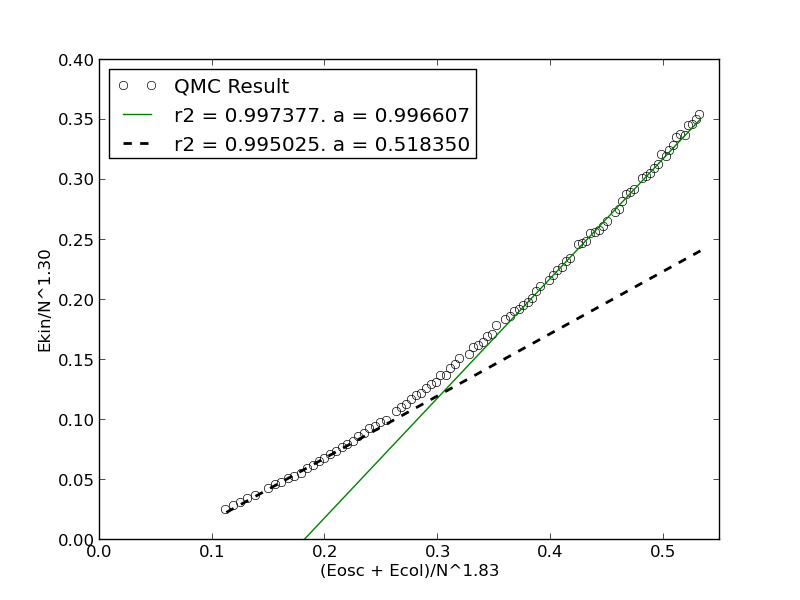 QMC Result
r2 = 0.997377. a = 0.996607
r2 = 0.995025. a = 0.518350
0.40
0.35
0.30
0.25
0.20
0.15
0.10
0.05
0.00
Ekin/N^1.30
0.0 0.1 0.2 0.3 0.4 0.5
(Eosc + Ecol)/N^1.83